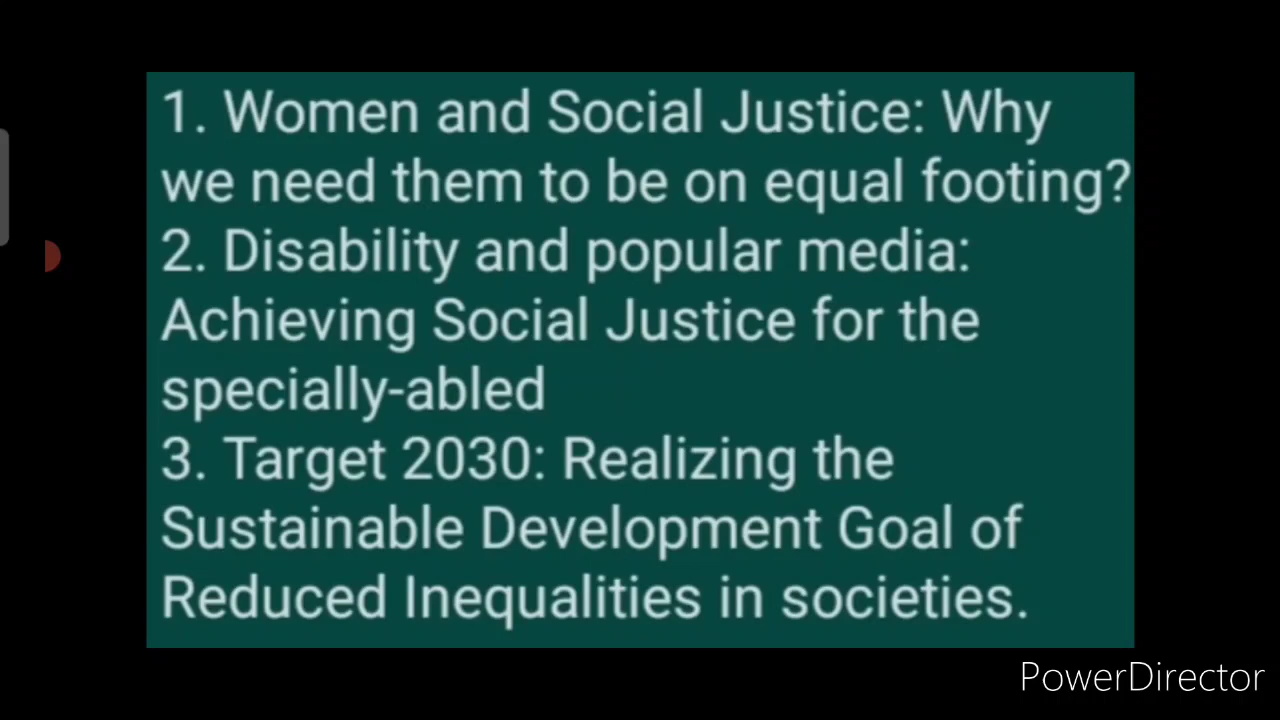 1. Women and Social Justice: Why
we need them to be on equal footing?
2. Disability and popular media:
Achieving Social Justice for the
specially-abled
3. Target 2030: Realizing the
Sustainable Development Goal of
Reduced Inequalities in societies.
PowerDirector